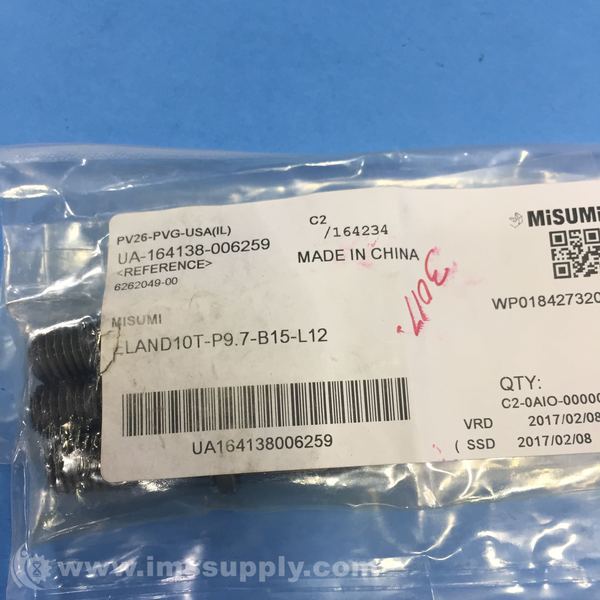 PV26-PVG-USA(IL)
C2
/164234
MiSUMi
UA-164138-006259
MADE IN CHINA
<REFERENCE>
6262049-00
WP018427320
MISUMI
ELAND10T-P9.7-B15-L12
QTY:
C2-0AIO-00000
VRD 2017/02/08
( SSD 2017/02/08
UA164138006259
www.imssupply.com